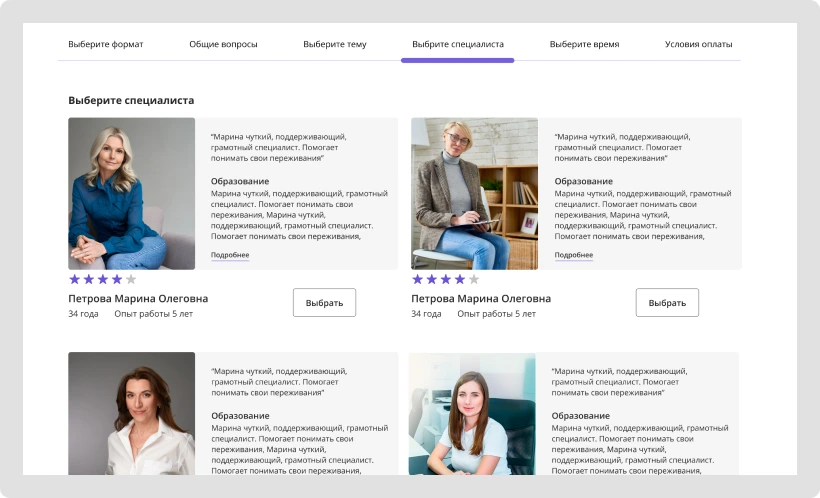 Выберите формат
Общие вопросы
Выберите тему
Выбрите специалиста
Выберите время
Условия оплаты
Выберите специалиста
“Марина чуткий, поддерживающий,
грамотный специалист. Помогает
понимать свои переживания”
Образование
Марина чуткий, поддерживающий, грамотный
специалист. Помогает понимать свои
переживания, Марина чуткий,
поддерживающий, грамотный специалист.
Помогает понимать свои переживания,
Подробнее
Петрова Марина Олеговна
34 года
Опыт работы 5 лет
Выбрать
“Марина чуткий, поддерживающий,
грамотный специалист. Помогает
понимать свои переживания”
Образование
Марина чуткий, поддерживающий, грамотный
специалист. Помогает понимать свои
переживания, Марина чуткий,
поддерживающий, грамотный специалист.
Помогает понимать свои переживания,
Подробнее
Петрова Марина Олеговна
34 года
Опыт работы 5 лет
Выбрать
“Марина чуткий, поддерживающий,
грамотный специалист. Помогает
понимать свои переживания”
Образование
Марина чуткий, поддерживающий, грамотный
специалист. Помогает понимать свои
переживания, Марина чуткий,
поддерживающий, грамотный специалист.
Помогает понимать свои переживания,
“Марина чуткий, поддерживающий,
грамотный специалист. Помогает
понимать свои переживания”
Образование
Марина чуткий, поддерживающий, грамотный
специалист. Помогает понимать свои
переживания, Марина чуткий,
поддерживающий, грамотный специалист.
Помогает понимать свои переживания,